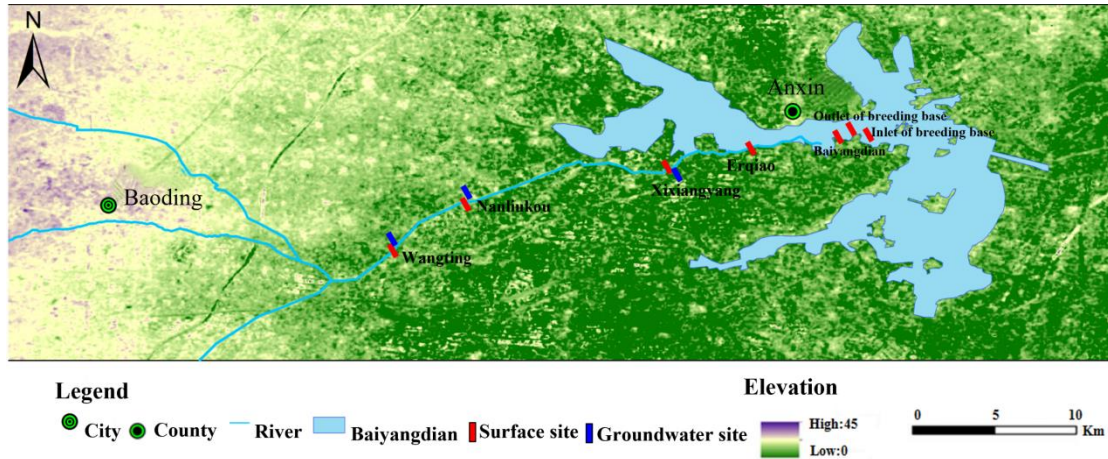 N
Anxin
Outlet of breeding base
Inlet of breeding base
Baiyangdian
Erqiao
Xixiangyang
Baoding
Nanliukou
Wangting
Legend
City
County
River
Baiyangdian
Surface site
Groundwater site
Elevation
High:45
Low:0
0 5 10
Km